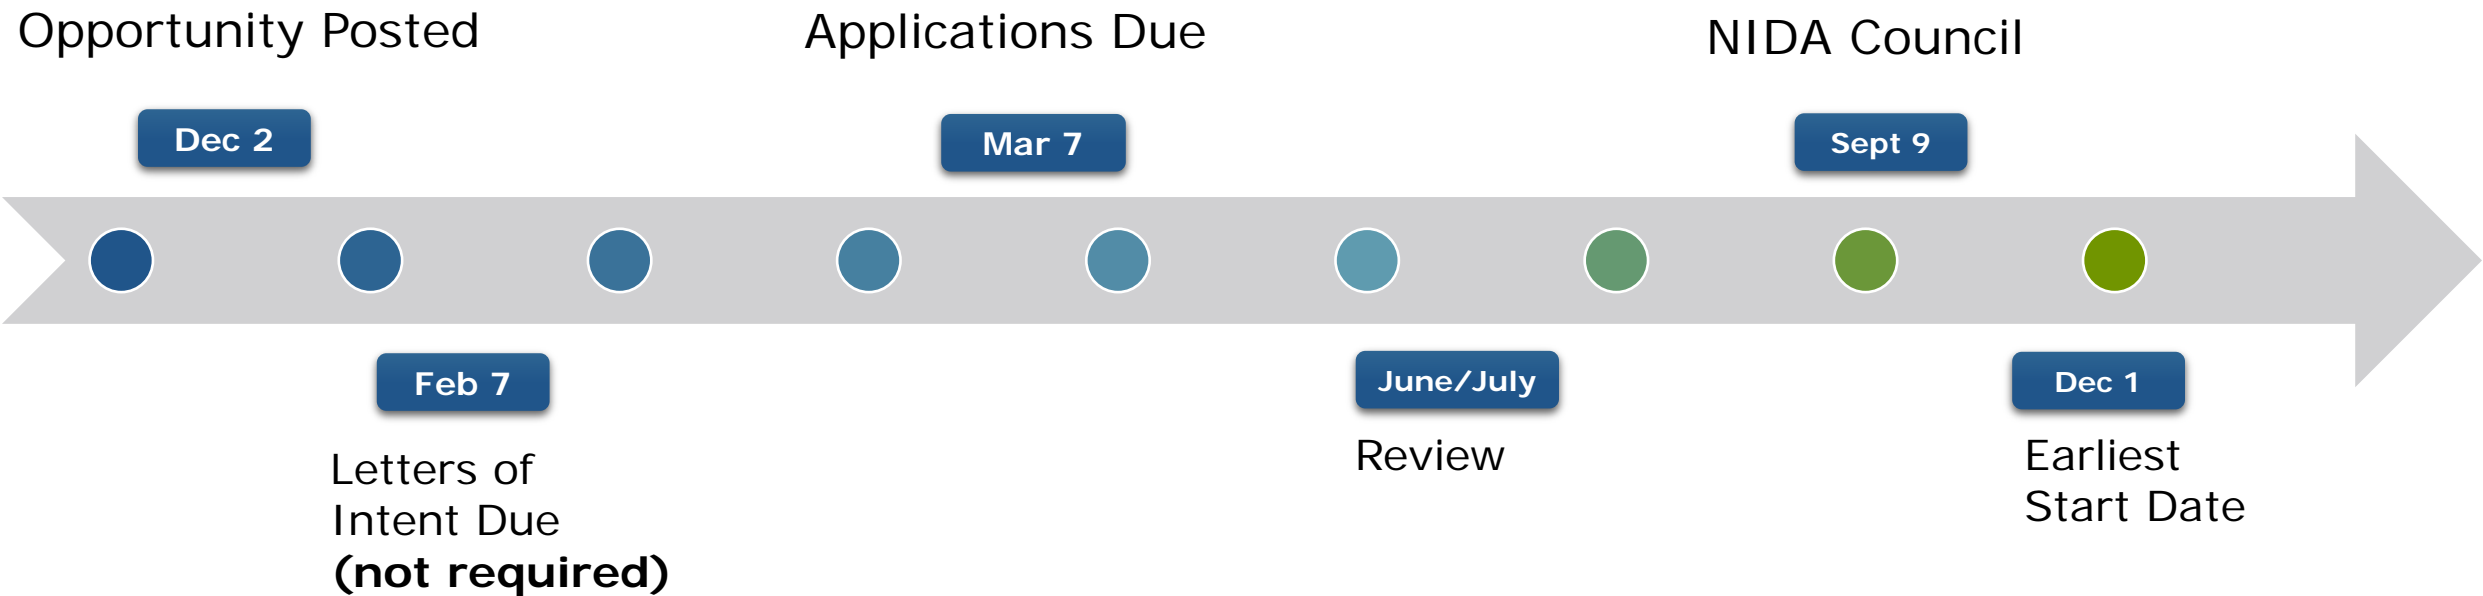 Opportunity Posted
Applications Due
NIDA Council
Dec 2
Mar 7
Sept 9
Feb 7
June/July
Dec 1
Letters of
Intent Due
(not required)
Review
Earliest
Start Date